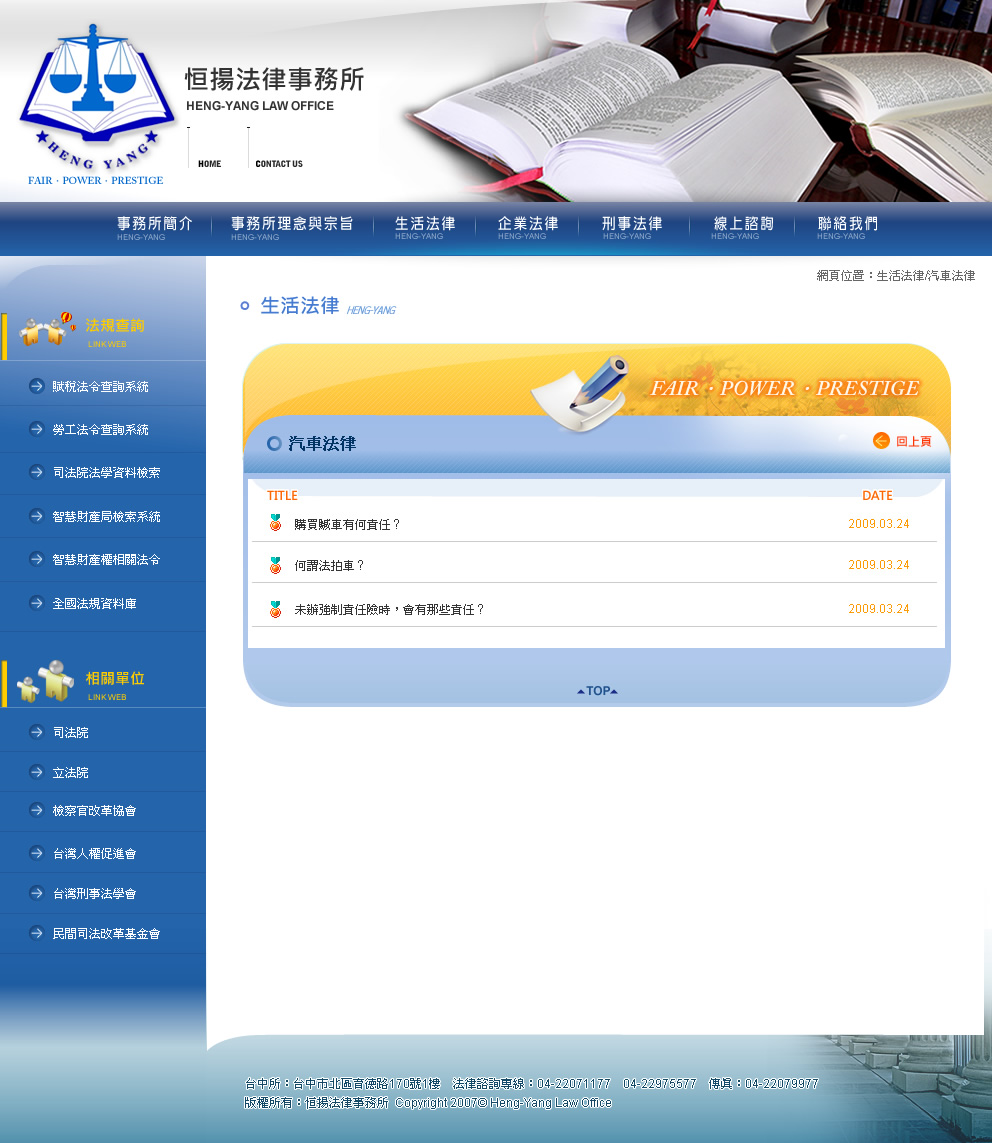 恒揚法律事務所
HENG-YANG LAW OFFICE
HENG YANG
FAIR · POWER · PRESTIGE
HOME
CONTACT US
事務所簡介
HENG-YANG
事務所理念與宗旨
HENG-YANG
生活法律
HENG-YANG
企業法律
HENG-YANG
刑事法律
HENG-YANG
線上諮詢
HENG-YANG
聯絡我們
HENG-YANG
網頁位置：生活法律/汽車法律
法規查詢
LINK WEB
賦稅法令查詢系統
勞工法令查詢系統
司法院法學資料檢索
智慧財產局檢索系統
智慧財產權相關法令
全國法規資料庫
相關單位
LINK WEB
司法院
立法院
檢察官改革協會
台灣人權促進會
台灣刑事法學會
民間司法改革基金會
生活法律 HENG-YANG
FAIR · POWER · PRESTIGE
汽車法律
回上頁
TITLE DATE
購買贓車有何責任？ 2009.03.24
何謂法拍車？ 2009.03.24
未辦強制責任險時，會有那些責任？ 2009.03.24
TOP
台中所：台中市北區育德路170號1樓 法律諮詢專線：04-22071177 04-22975577 傳真：04-22079977
版權所有：恒揚法律事務所 Copyright 2007© Heng-Yang Law Office